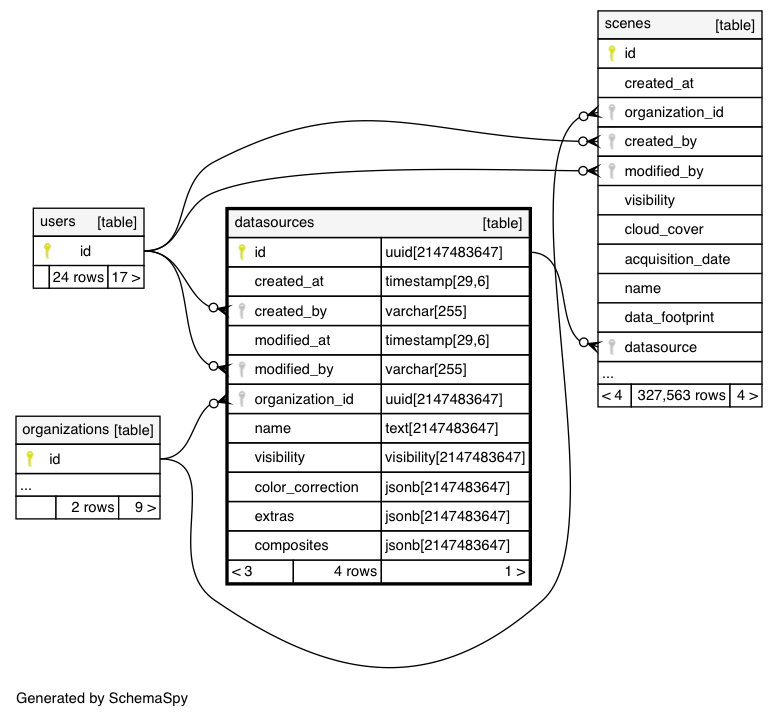 scenes [table]
id
created_at
organization_id
created_by
modified_by
visibility
cloud_cover
acquisition_date
name
data_footprint
datasource
...
< 4 327,563 rows 4 >
users [table]
id
24 rows 17 >
datasources [table]
id uuid[2147483647]
created_at timestamp[29,6]
created_by varchar[255]
modified_at timestamp[29,6]
modified_by varchar[255]
organization_id uuid[2147483647]
name text[2147483647]
visibility visibility[2147483647]
color_correction jsonb[2147483647]
extras jsonb[2147483647]
composites jsonb[2147483647]
< 3 4 rows 1 >
organizations [table]
id
...
2 rows 9 >
Generated by SchemaSpy